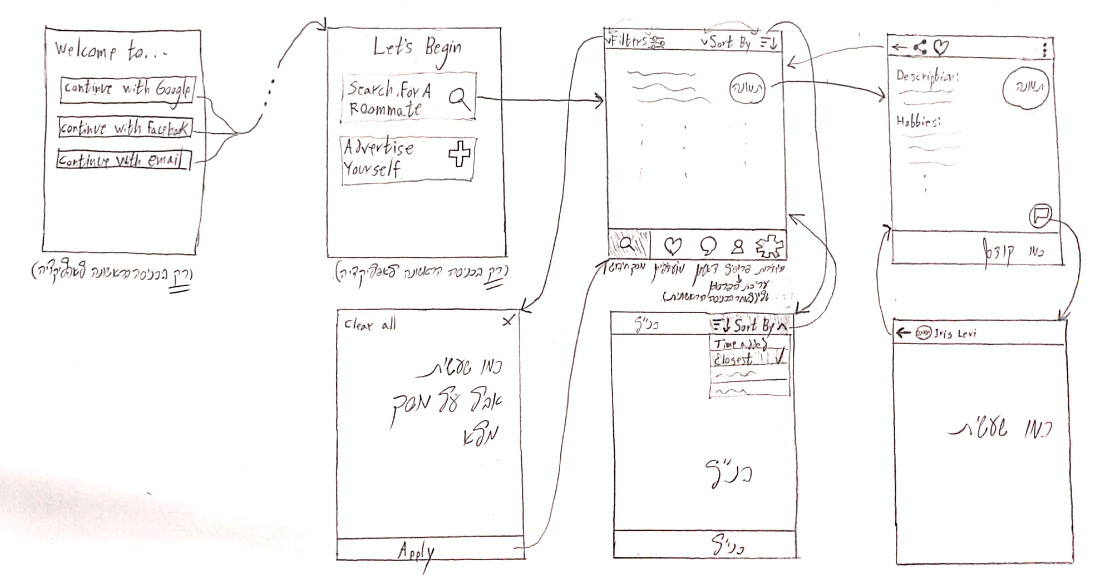 Welcome to...
Continue with Google
Continue with Facebook
Continue with email
(רק בכניסה הראשונה לאפליקציה)
Let's Begin
Search For A
Roommate
Advertise
Yourself
(רק בכניסה הראשונה לאפליקציה)
Filters
Sort By
תמונה
Description:
תמונה
Hobbies:
כמו קודם
Clear all
X
כמו שעשית
אבל על מסך
מלא
Apply
כנ"ל
Sort By
Time added
Closest
כנ"ל
כנ"ל
Iris Levi
כמו שעשית